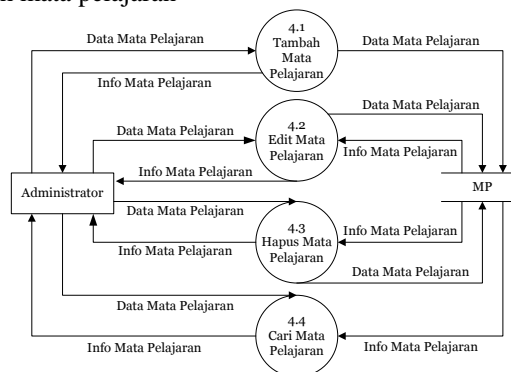 mata pelajaran
4.1
Tambah
Mata
Pelajaran
Data Mata Pelajaran
Data Mata Pelajaran
Info Mata Pelajaran
4.2
Edit Mata
Pelajaran
Data Mata Pelajaran
Data Mata Pelajaran
Info Mata Pelajaran
Info Mata Pelajaran
Administrator
MP
Data Mata Pelajaran
4.3
Hapus Mata
Pelajaran
Info Mata Pelajaran
Info Mata Pelajaran
Data Mata Pelajaran
Data Mata Pelajaran
4.4
Cari Mata
Pelajaran
Info Mata Pelajaran
Info Mata Pelajaran